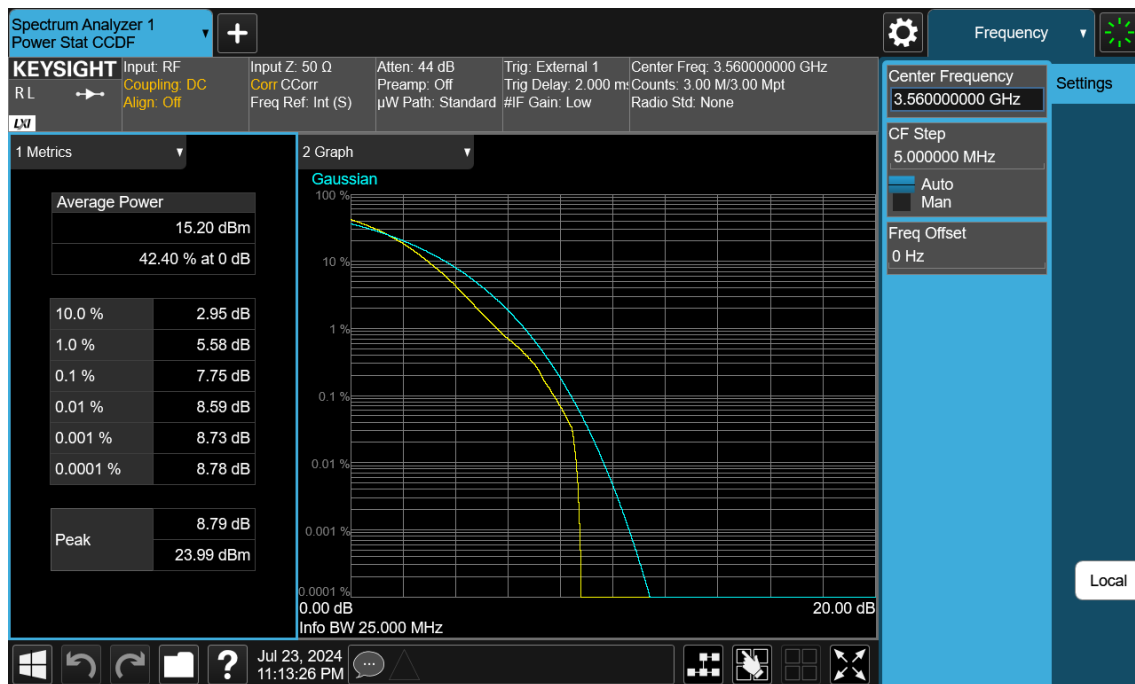 Spectrum Analyzer 1
Power Stat CCDF
+
Frequency
KEYSIGHT
RL
LXI
Input: RF
Coupling: DC
Align: Off
Input Z: 50 Ω
Corr CCorr
Freq Ref: Int (S)
Atten: 44 dB
Preamp: Off
µW Path: Standard
Trig: External 1
Trig Delay: 2.000 ms
#IF Gain: Low
Center Freq: 3.560000000 GHz
Counts: 3.00 M/3.00 Mpt
Radio Std: None
Center Frequency
3.560000000 GHz
Settings
CF Step
5.000000 MHz
Auto
Man
Freq Offset
0 Hz
1 Metrics
Average Power
15.20 dBm
42.40 % at 0 dB
10.0 % 2.95 dB
1.0 % 5.58 dB
0.1 % 7.75 dB
0.01 % 8.59 dB
0.001 % 8.73 dB
0.0001 % 8.78 dB
Peak
8.79 dB
23.99 dBm
2 Graph
Gaussian
100 %
10 %
1 %
0.1 %
0.01 %
0.001 %
0.0001 %
0.00 dB 20.00 dB
Info BW 25.000 MHz
Local
?
Jul 23, 2024
11:13:26 PM